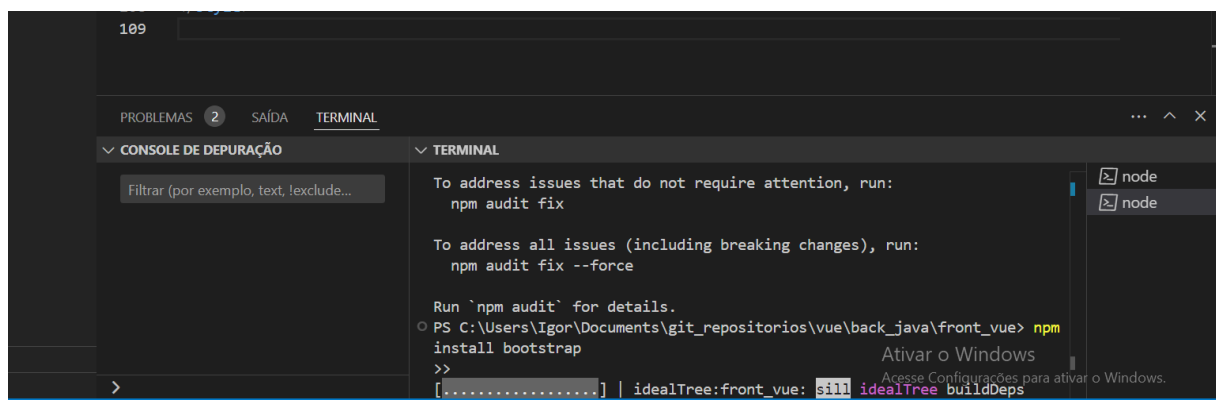 109
PROBLEMAS 2 SAÍDA TERMINAL
CONSOLE DE DEPURAÇÃO
Filtrar (por exemplo, text, !exclude...
>
TERMINAL
To address issues that do not require attention, run:
npm audit fix
To address all issues (including breaking changes), run:
npm audit fix --force
Run `npm audit` for details.
PS C:\Users\Igor\Documents\git_repositorios\vue\back_java\front_vue> npm
install bootstrap
>>
[..................] | idealTree:front_vue: sill idealTree buildDeps
node
node
Ativar o Windows
Acesse Configurações para ativar o Windows.